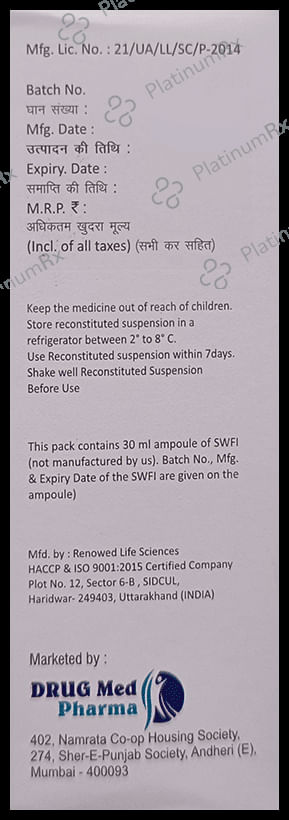 Mfg. Lic. No. : 21/UA/LL/SC/P-2014
Batch No.
घान संख्या :
Mfg. Date :
उत्पादन की तिथि :
Expiry. Date :
समाप्ति की तिथि :
M.R.P. ₹ :
अधिकतम खुदरा मूल्य
(Incl. of all taxes) (सभी कर सहित)
Keep the medicine out of reach of children.
Store reconstituted suspension in a
refrigerator between 2° to 8° C.
Use Reconstituted suspension within 7days.
Shake well Reconstituted Suspension
Before Use
This pack contains 30 ml ampoule of SWFI
(not manufactured by us). Batch No., Mfg.
& Expiry Date of the SWFI are given on the
ampoule)
Mfd. by : Renowed Life Sciences
HACCP & ISO 9001:2015 Certified Company
Plot No. 12, Sector 6-B , SIDCUL,
Haridwar- 249403, Uttarakhand (INDIA)
Marketed by :
DRUG Med
Pharma
402, Namrata Co-op Housing Society,
274, Sher-E-Punjab Society, Andheri (E),
Mumbai - 400093
PlatinumRx
PlatinumRx
PlatinumRx
Platin
inumRx
x